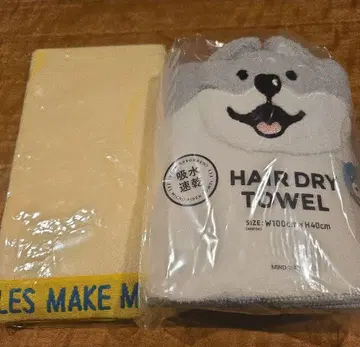 LES MAKE M
吸水
速乾
HAIR DRY
TOWEL
SIZE: W100cm × H40cm